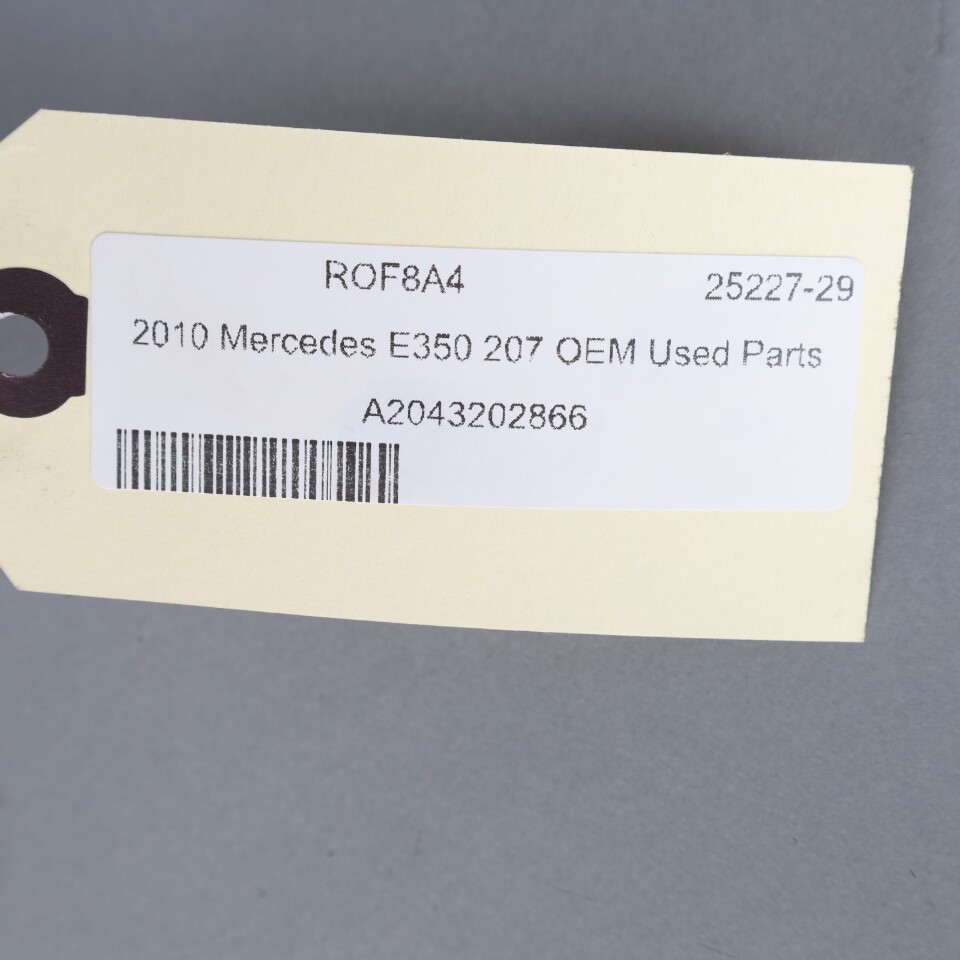 ROF8A4 25227-29
2010 Mercedes E350 207 OEM Used Parts
A2043202866